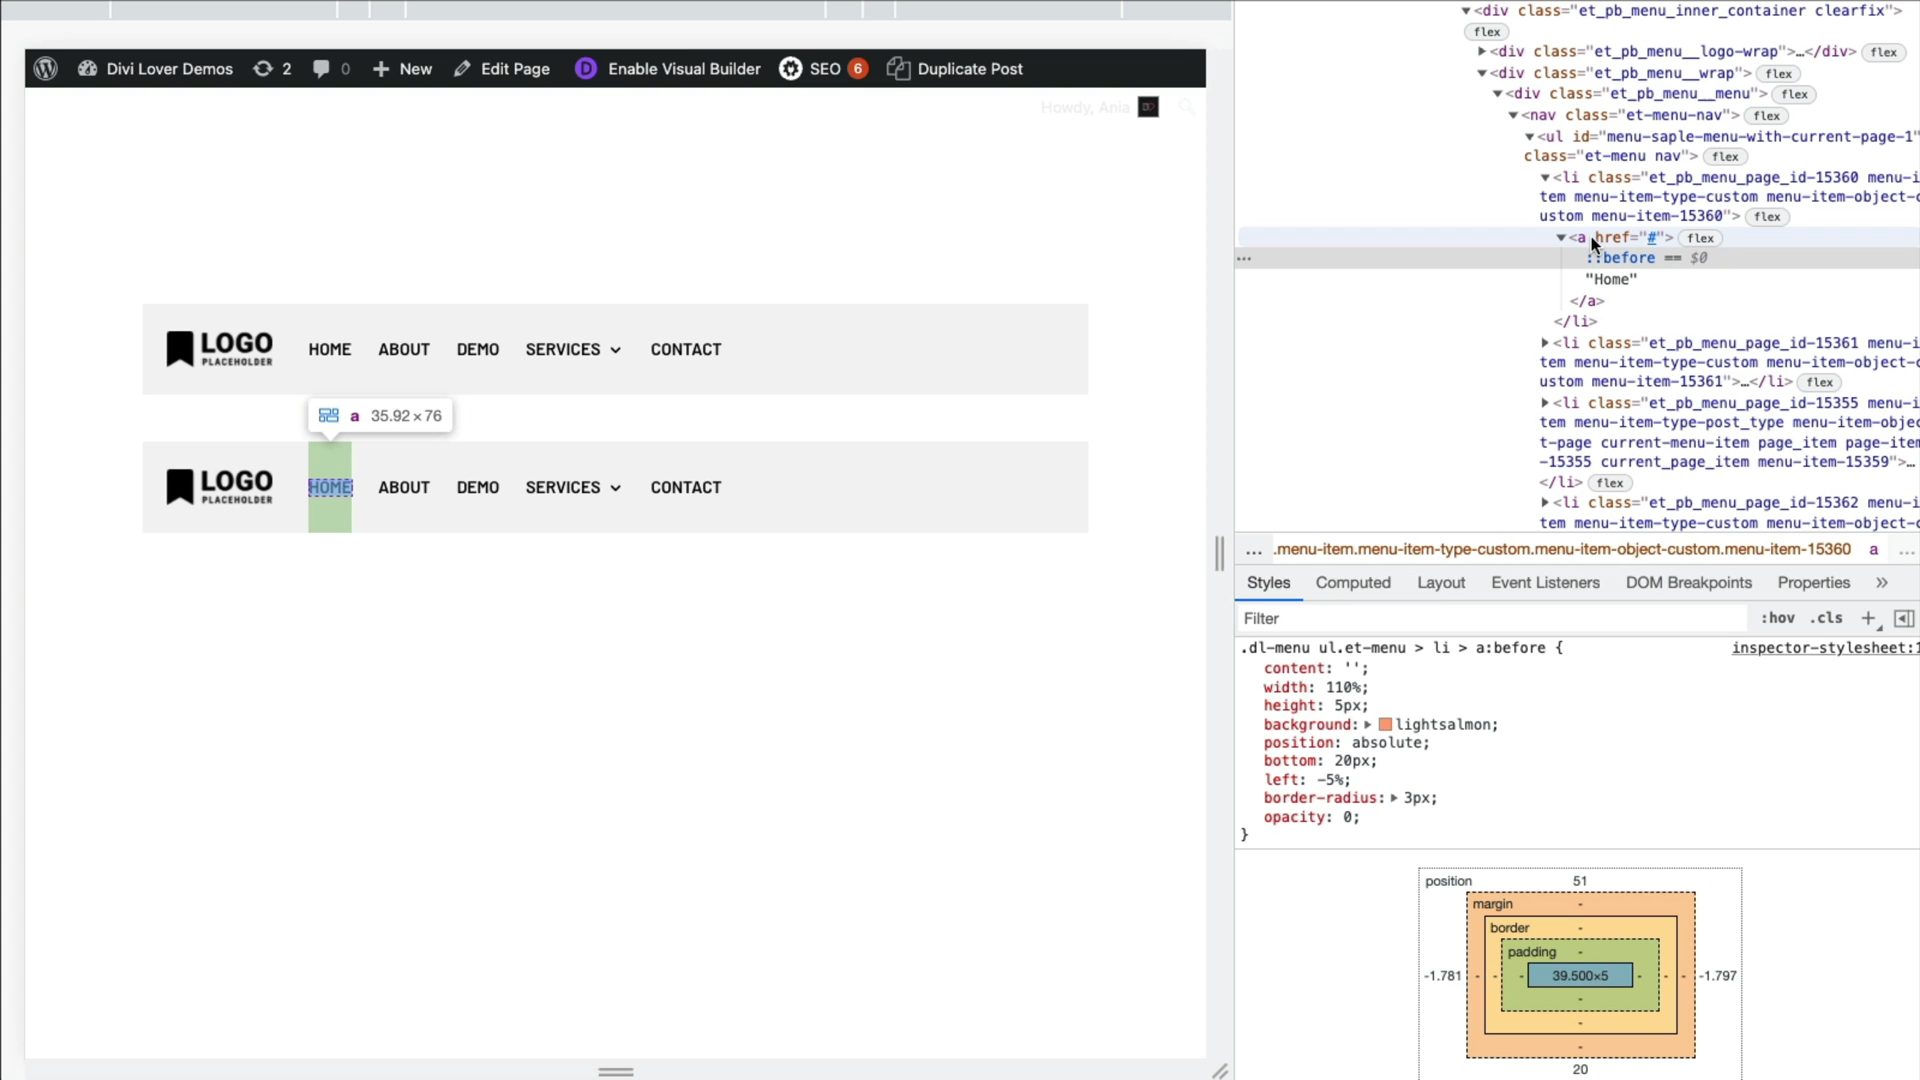 Divi Lover Demos 2 0 New Edit Page D Enable Visual Builder SEO 6 Duplicate Post
Howdy, Ania
LOGO PLACEHOLDER HOME ABOUT DEMO SERVICES CONTACT
a 35.92 × 76
LOGO PLACEHOLDER HOME ABOUT DEMO SERVICES CONTACT
▼<div class="et_pb_menu_inner_container clearfix">
flex
▶<div class="et_pb_menu__logo-wrap">…</div> flex
▼<div class="et_pb_menu__wrap"> flex
▼<div class="et_pb_menu__menu"> flex
▼<nav class="et-menu-nav"> flex
▼<ul id="menu-saple-menu-with-current-page-1"
class="et-menu nav"> flex
▼<li class="et_pb_menu_page_id-15360 menu-i
tem menu-item-type-custom menu-item-object-c
ustom menu-item-15360"> flex
▼<a href="#"> flex
… ::before == $0
"Home"
</a>
</li>
▶<li class="et_pb_menu_page_id-15361 menu-i
tem menu-item-type-custom menu-item-object-c
ustom menu-item-15361">…</li> flex
▶<li class="et_pb_menu_page_id-15355 menu-i
tem menu-item-type-post_type menu-item-objec
t-page current-menu-item page_item page-item
-15355 current_page_item menu-item-15359">…
</li> flex
▶<li class="et_pb_menu_page_id-15362 menu-i
tem menu-item-type-custom menu-item-object-c
… .menu-item.menu-item-type-custom.menu-item-object-custom.menu-item-15360 a …
Styles Computed Layout Event Listeners DOM Breakpoints Properties »
Filter :hov .cls +
.dl-menu ul.et-menu > li > a:before { inspector-stylesheet:1
content: '';
width: 110%;
height: 5px;
background: ▶ lightsalmon;
position: absolute;
bottom: 20px;
left: -5%;
border-radius: ▶ 3px;
opacity: 0;
}
position 51
margin -
border -
padding -
-1.781 - - - 39.500×5 - - - -1.797
-
-
-
20